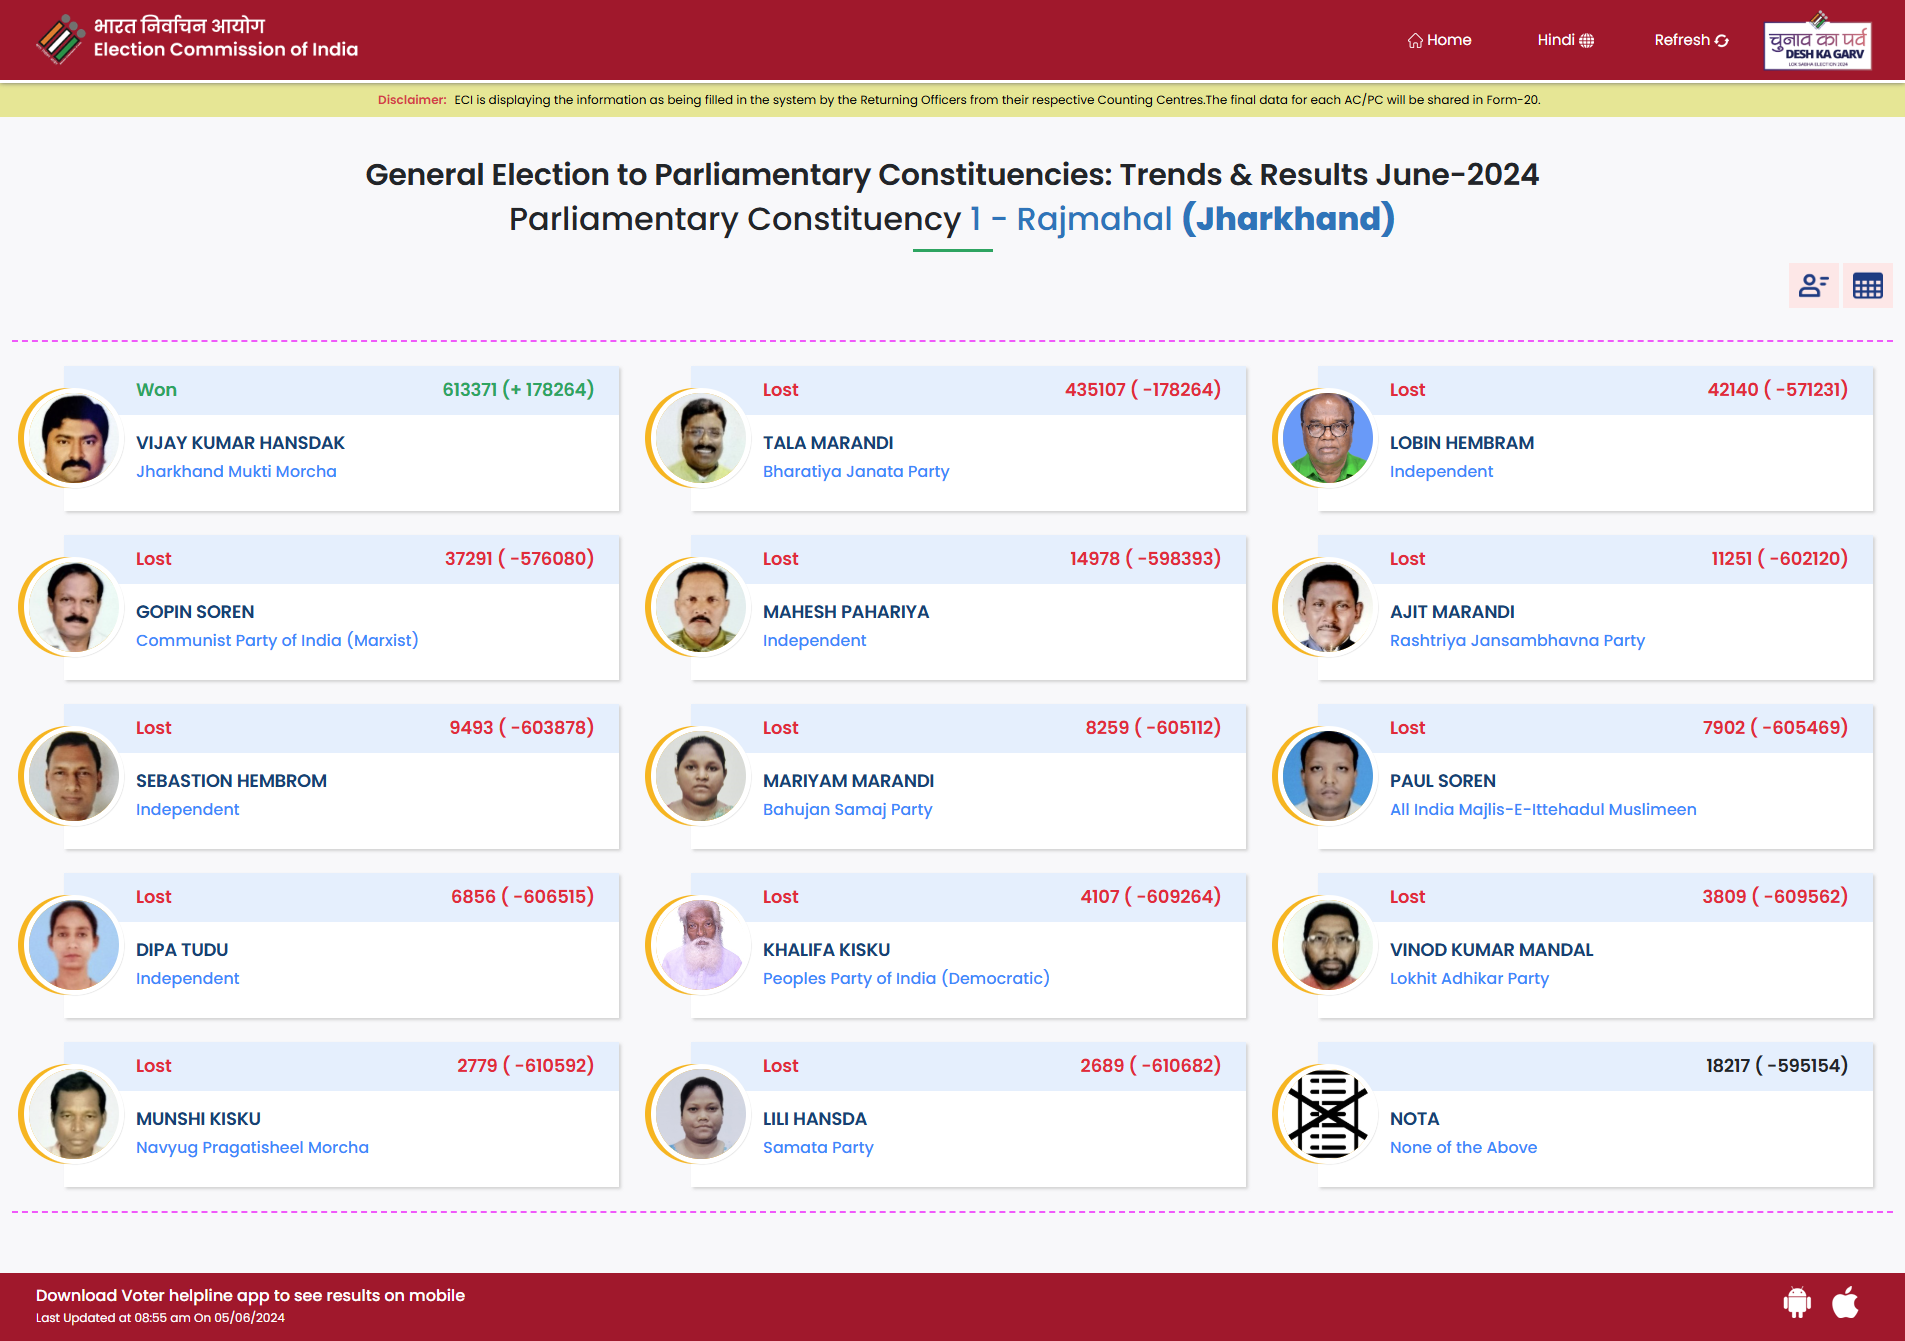 भारत निर्वाचन आयोग
Election Commission of India
Home
Hindi
Refresh
चुनाव का पर्व
DESH KA GARV
LOK SABHA ELECTION 2024
Disclaimer: ECI is displaying the information as being filled in the system by the Returning Officers from their respective Counting Centres.The final data for each AC/PC will be shared in Form-20.
General Election to Parliamentary Constituencies: Trends & Results June-2024
Parliamentary Constituency 1 - Rajmahal (Jharkhand)
Won 613371 (+ 178264)
VIJAY KUMAR HANSDAK
Jharkhand Mukti Morcha
Lost 435107 ( -178264)
TALA MARANDI
Bharatiya Janata Party
Lost 42140 ( -571231)
LOBIN HEMBRAM
Independent
Lost 37291 ( -576080)
GOPIN SOREN
Communist Party of India (Marxist)
Lost 14978 ( -598393)
MAHESH PAHARIYA
Independent
Lost 11251 ( -602120)
AJIT MARANDI
Rashtriya Jansambhavna Party
Lost 9493 ( -603878)
SEBASTION HEMBROM
Independent
Lost 8259 ( -605112)
MARIYAM MARANDI
Bahujan Samaj Party
Lost 7902 ( -605469)
PAUL SOREN
All India Majlis-E-Ittehadul Muslimeen
Lost 6856 ( -606515)
DIPA TUDU
Independent
Lost 4107 ( -609264)
KHALIFA KISKU
Peoples Party of India (Democratic)
Lost 3809 ( -609562)
VINOD KUMAR MANDAL
Lokhit Adhikar Party
Lost 2779 ( -610592)
MUNSHI KISKU
Navyug Pragatisheel Morcha
Lost 2689 ( -610682)
LILI HANSDA
Samata Party
18217 ( -595154)
NOTA
None of the Above
Download Voter helpline app to see results on mobile
Last Updated at 08:55 am On 05/06/2024